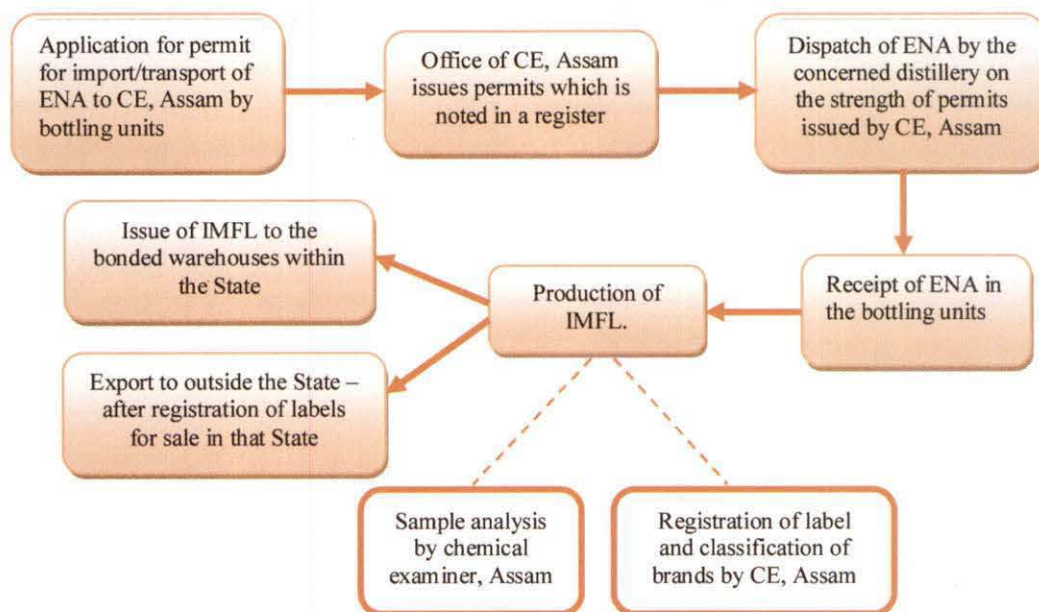 Application for permit
for import/transport of
ENA to CE, Assam by
bottling units
Office of CE, Assam
issues permits which is
noted in a register
Dispatch of ENA by the
concerned distillery on
the strength of permits
issued by CE, Assam
Issue of IMFL to the
bonded warehouses within
the State
Production of
IMFL.
Receipt of ENA in
the bottling units
Export to outside the State –
after registration of labels
for sale in that State
Sample analysis
by chemical
examiner, Assam
Registration of label
and classification of
brands by CE, Assam